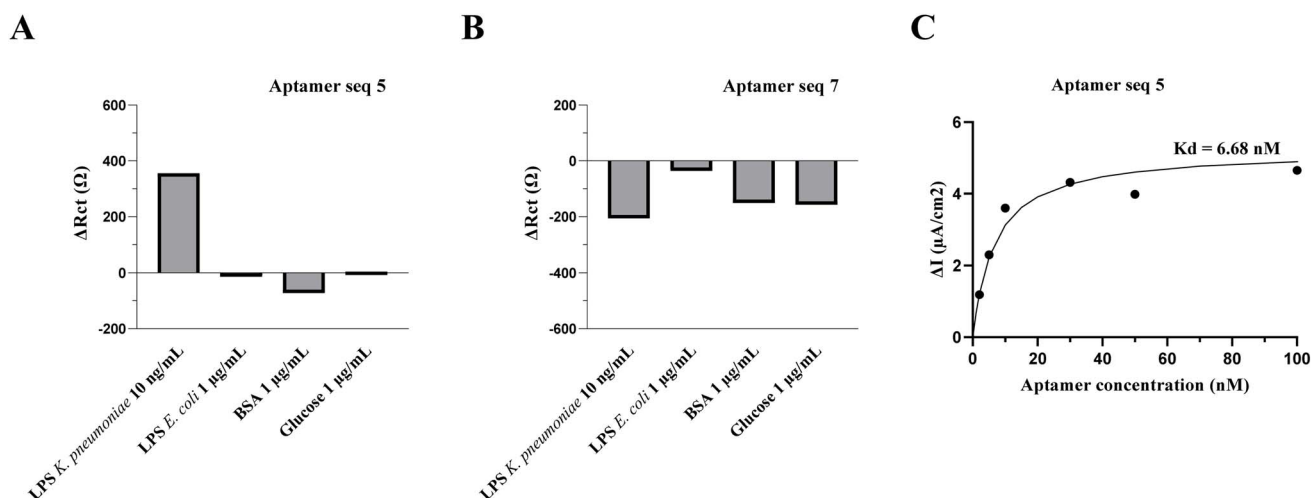 A
Aptamer seq 5
600
400
200
0
-200
ΔRct (Ω)
LPS K. pneumoniae 10 ng/mL
LPS E. coli 1 µg/mL
BSA 1 µg/mL
Glucose 1 µg/mL
B
Aptamer seq 7
200
0
-200
-400
-600
ΔRct (Ω)
LPS K. pneumoniae 10 ng/mL
LPS E. coli 1 µg/mL
BSA 1 µg/mL
Glucose 1 µg/mL
C
Aptamer seq 5
Kd = 6.68 nM
6
4
2
0
ΔI (µA/cm2)
0 20 40 60 80 100
Aptamer concentration (nM)